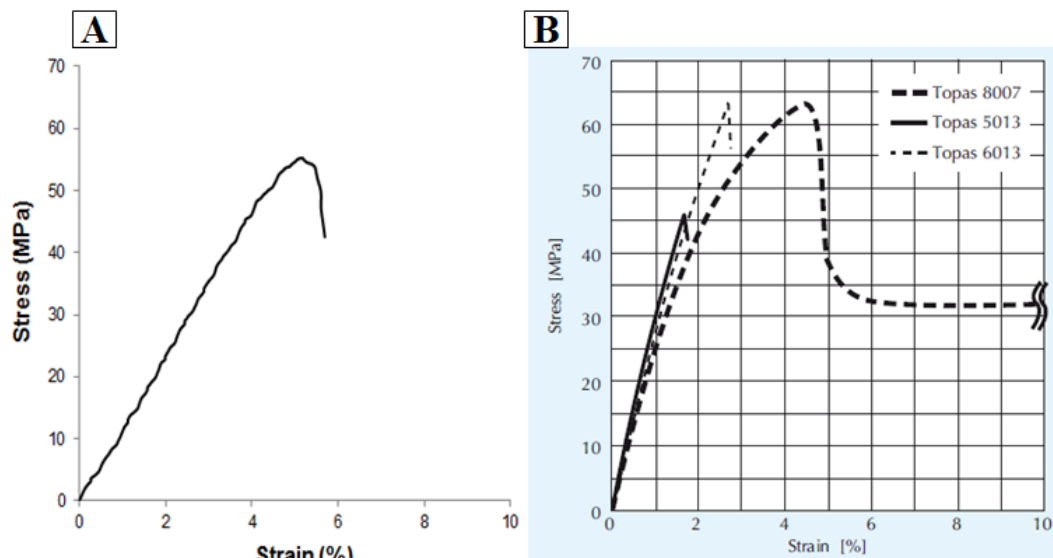 A
70
60
50
40
30
20
10
0
Stress (MPa)
0 2 4 6 8 10
Strain (%)
B
70
60
50
40
30
20
10
0
Stress [MPa]
Topas 8007
Topas 5013
Topas 6013
0 2 4 6 8 10
Strain [%]